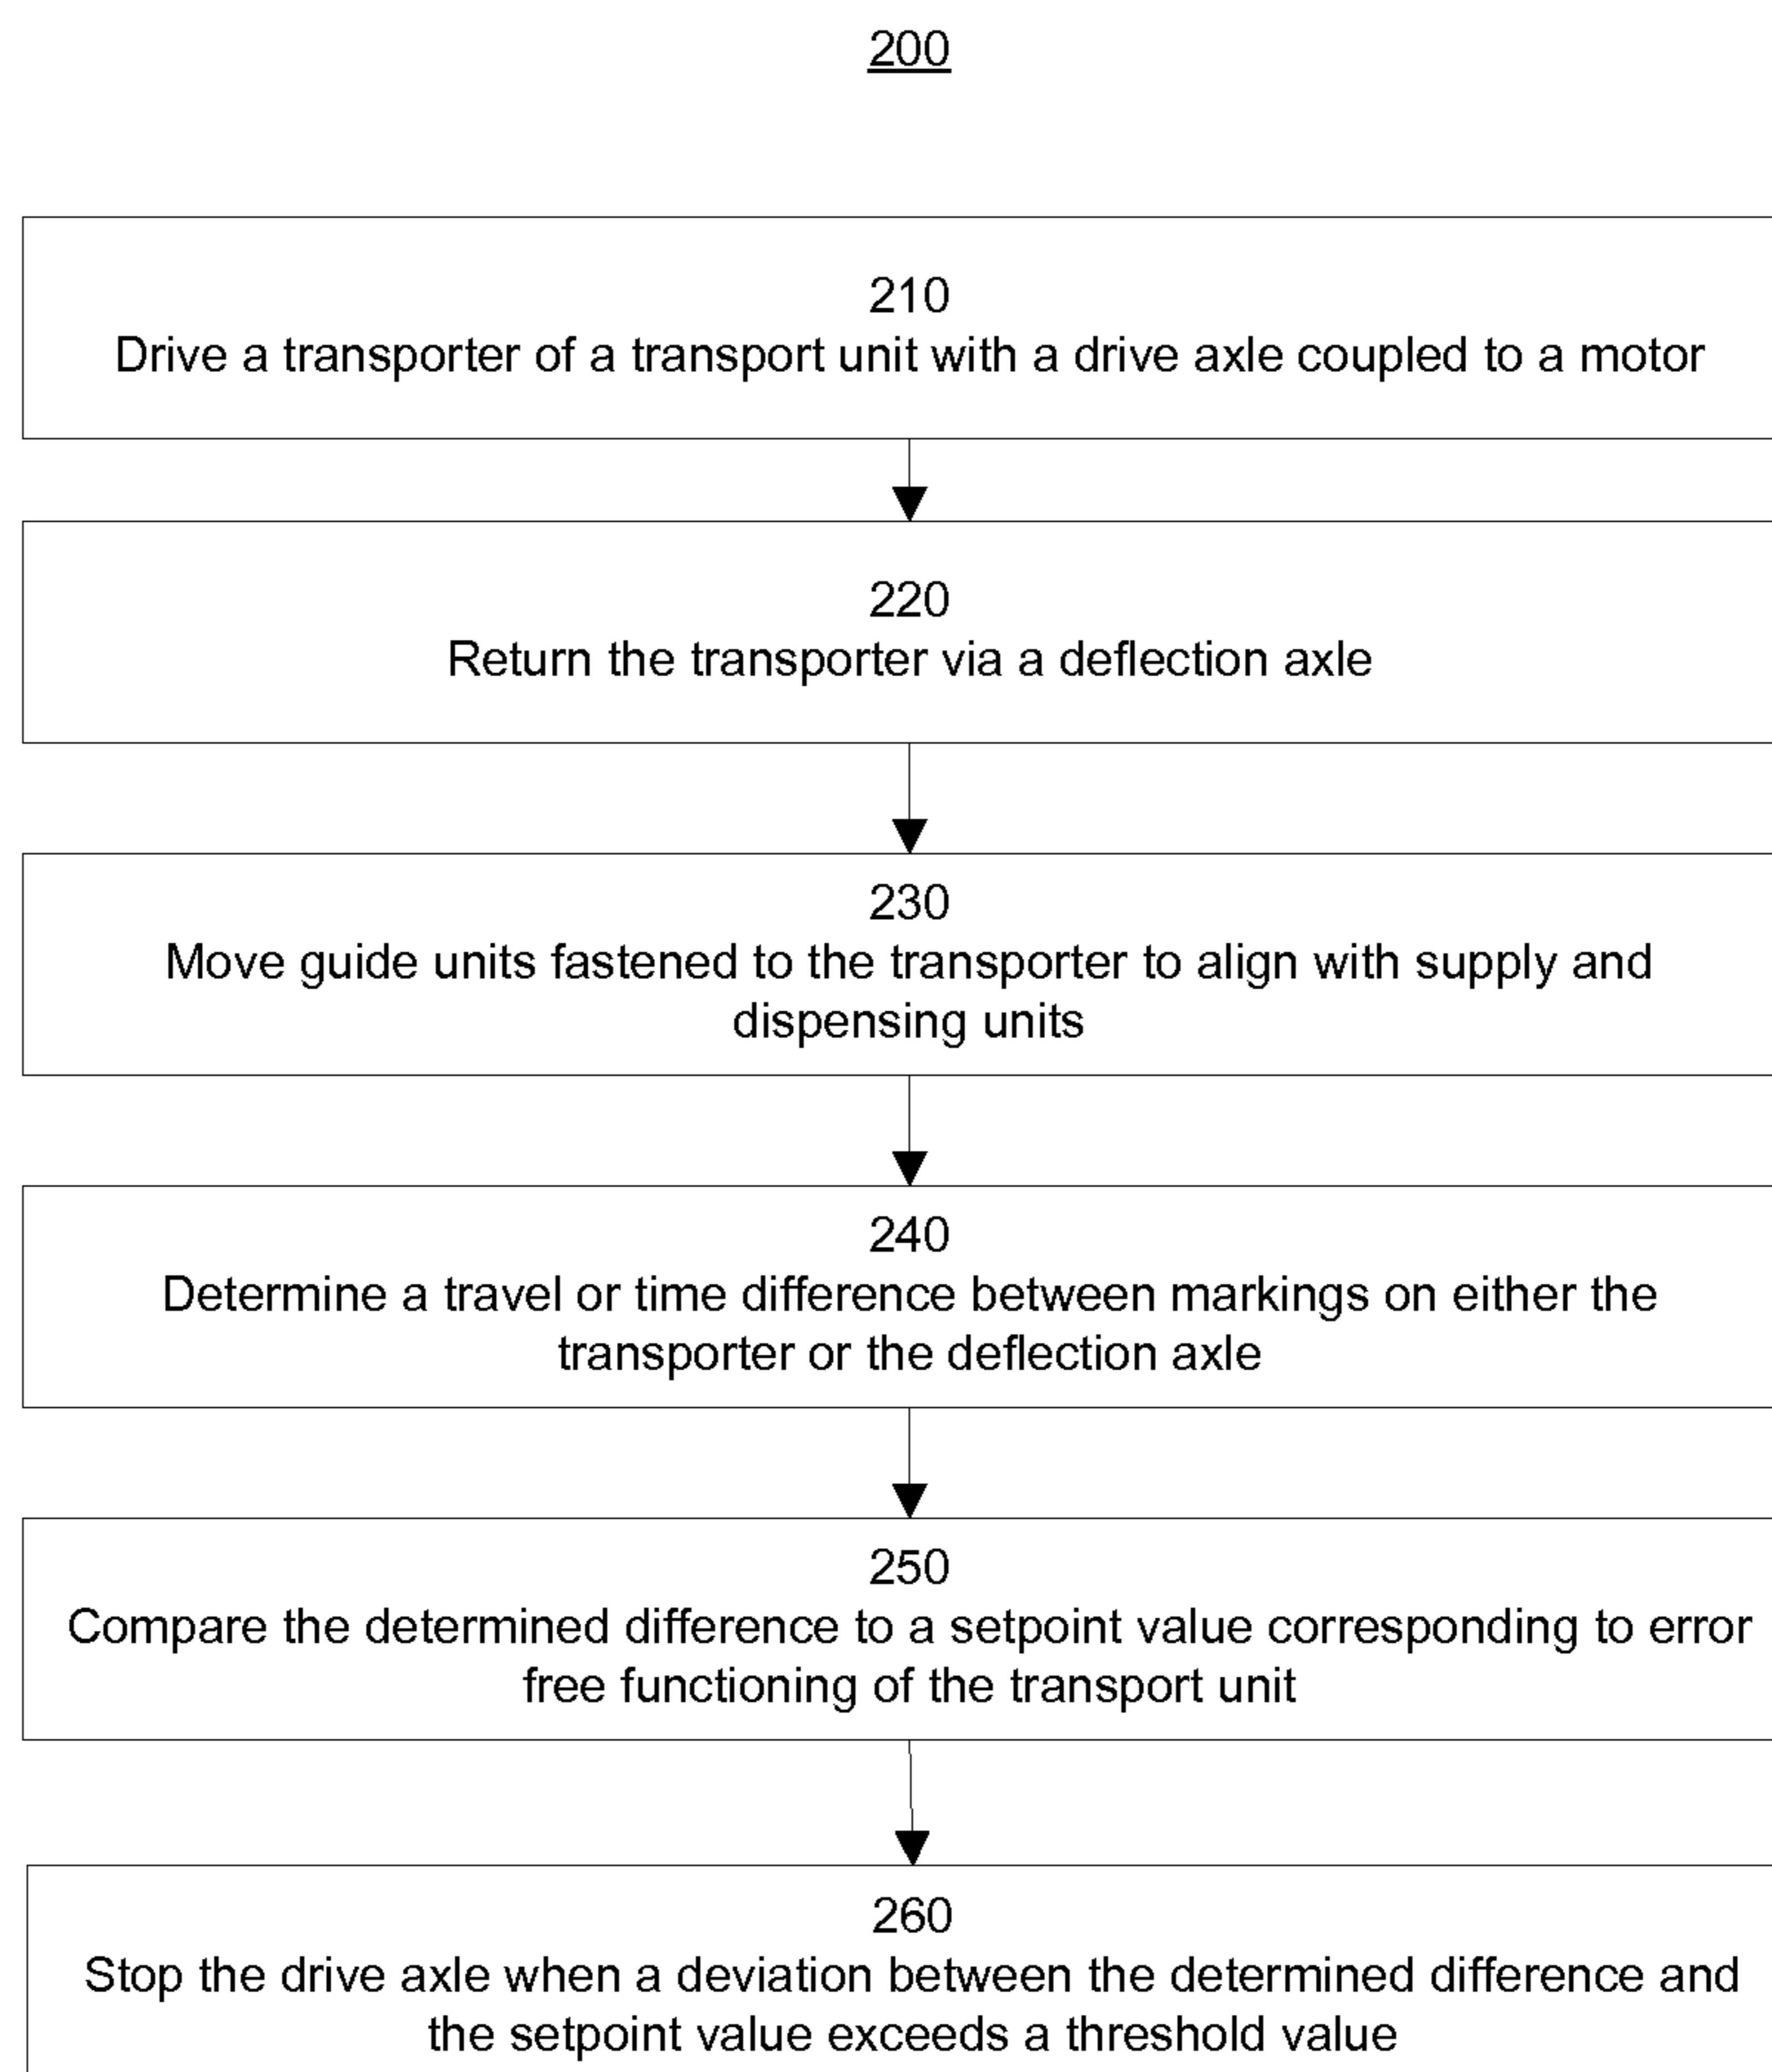 200
210
Drive a transporter of a transport unit with a drive axle coupled to a motor
220
Return the transporter via a deflection axle
230
Move guide units fastened to the transporter to align with supply and
dispensing units
240
Determine a travel or time difference between markings on either the
transporter or the deflection axle
250
Compare the determined difference to a setpoint value corresponding to error
free functioning of the transport unit
260
Stop the drive axle when a deviation between the determined difference and
the setpoint value exceeds a threshold value